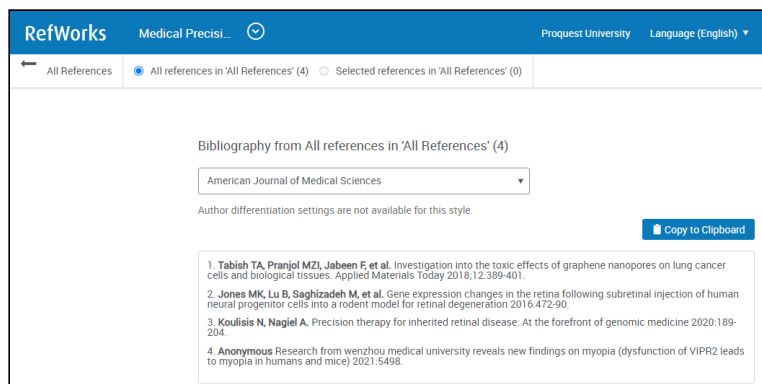 RefWorks Medical Precisi... Proquest University Language (English)
All References All references in 'All References' (4) Selected references in 'All References' (0)
Bibliography from All references in 'All References' (4)
American Journal of Medical Sciences
Author differentiation settings are not available for this style.
Copy to Clipboard
1. Tabish TA, Pranjol MZI, Jabeen F, et al. Investigation into the toxic effects of graphene nanopores on lung cancer
cells and biological tissues. Applied Materials Today 2018;12:389-401.
2. Jones MK, Lu B, Saghizadeh M, et al. Gene expression changes in the retina following subretinal injection of human
neural progenitor cells into a rodent model for retinal degeneration 2016:472-90.
3. Koulisis N, Nagiel A. Precision therapy for inherited retinal disease: At the forefront of genomic medicine 2020:189-
204.
4. Anonymous Research from wenzhou medical university reveals new findings on myopia (dysfunction of VIPR2 leads
to myopia in humans and mice) 2021:5498.